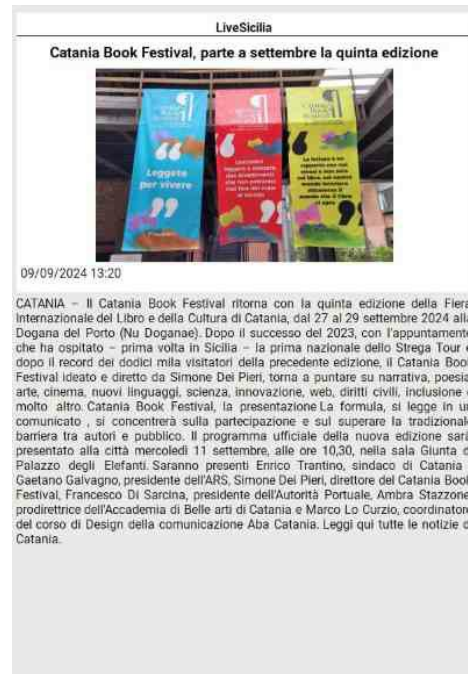 LiveSicilia
Catania Book Festival, parte a settembre la quinta edizione
Leggete
per vivere
09/09/2024 13:20
CATANIA – Il Catania Book Festival ritorna con la quinta edizione della Fiera
Internazionale del Libro e della Cultura di Catania, dal 27 al 29 settembre 2024 alla
Dogana del Porto (Nu Doganae). Dopo il successo del 2023, con l'appuntamento
che ha ospitato – prima volta in Sicilia – la prima nazionale dello Strega Tour e
dopo il record dei dodici mila visitatori della precedente edizione, il Catania Book
Festival ideato e diretto da Simone Dei Pieri, torna a puntare su narrativa, poesia,
arte, cinema, nuovi linguaggi, scienza, innovazione, web, diritti civili, inclusione e
molto altro. Catania Book Festival, la presentazione La formula, si legge in un
comunicato , si concentrerà sulla partecipazione e sul superare la tradizionale
barriera tra autori e pubblico. Il programma ufficiale della nuova edizione sarà
presentato alla città mercoledì 11 settembre, alle ore 10,30, nella sala Giunta di
Palazzo degli Elefanti. Saranno presenti Enrico Trantino, sindaco di Catania
Gaetano Galvagno, presidente dell'ARS, Simone Dei Pieri, direttore del Catania Book
Festival, Francesco Di Sarcina, presidente dell'Autorità Portuale, Ambra Stazzone,
prodirettrice dell'Accademia di Belle arti di Catania e Marco Lo Curzio, coordinatore
del corso di Design della comunicazione Aba Catania. Leggi qui tutte le notizie di
Catania.